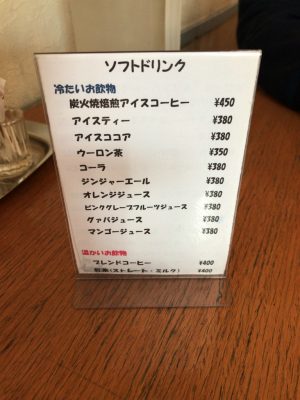 ソフトドリンク
冷たいお飲物
炭火焼焙煎アイスコーヒー ¥450
アイスティー ¥380
アイスココア ¥380
ウーロン茶 ¥350
コーラ ¥380
ジンジャーエール ¥380
オレンジジュース ¥380
ピンクグレープフルーツジュース ¥380
グァバジュース ¥380
マンゴージュース ¥380
温かいお飲物
ブレンドコーヒー ¥400
紅茶(ストレート・ミルク) ¥400